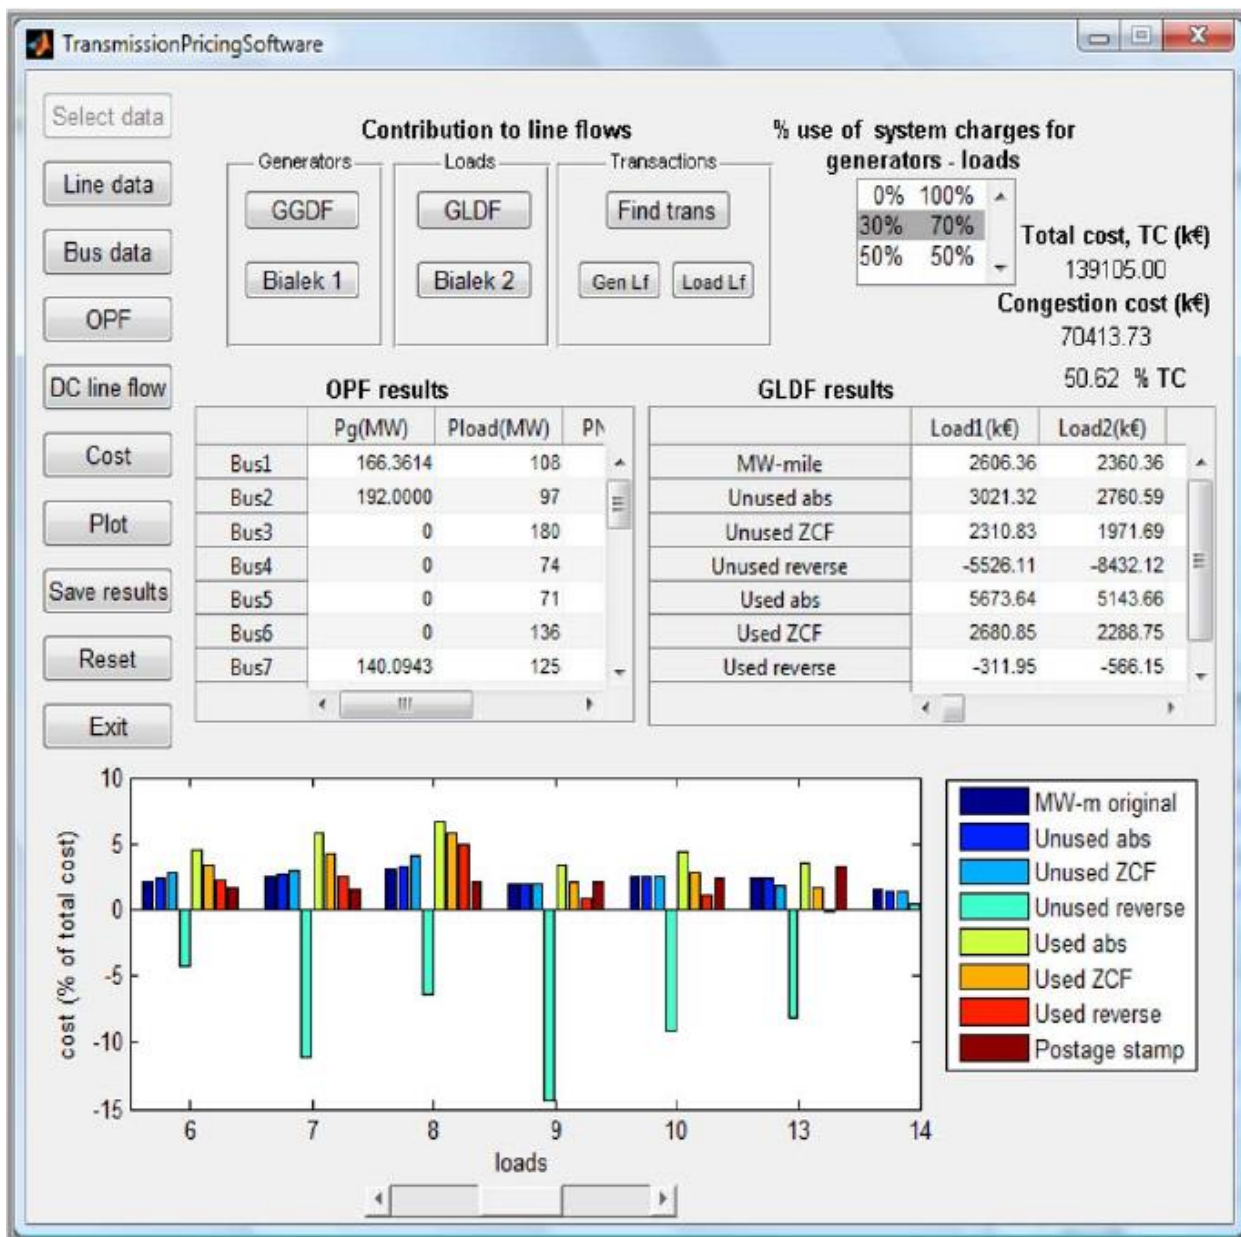 TransmissionPricingSoftware
Select data
Line data
Bus data
OPF
DC line flow
Cost
Plot
Save results
Reset
Exit
Contribution to line flows
Generators
GGDF
Bialek 1
Loads
GLDF
Bialek 2
Transactions
Find trans
Gen Lf Load Lf
% use of system charges for
generators - loads
0% 100%
30% 70%
50% 50%
Total cost, TC (k€)
139105.00
Congestion cost (k€)
70413.73
50.62 % TC
OPF results
Pg(MW) Pload(MW) PN
Bus1 166.3614 108
Bus2 192.0000 97
Bus3 0 180
Bus4 0 74
Bus5 0 71
Bus6 0 136
Bus7 140.0943 125
GLDF results
Load1(k€) Load2(k€)
MW-mile 2606.36 2360.36
Unused abs 3021.32 2760.59
Unused ZCF 2310.83 1971.69
Unused reverse -5526.11 -8432.12
Used abs 5673.64 5143.66
Used ZCF 2680.85 2288.75
Used reverse -311.95 -566.15
cost (% of total cost)
10
5
0
-5
-10
-15
6 7 8 9 10 13 14
loads
MW-m original
Unused abs
Unused ZCF
Unused reverse
Used abs
Used ZCF
Used reverse
Postage stamp